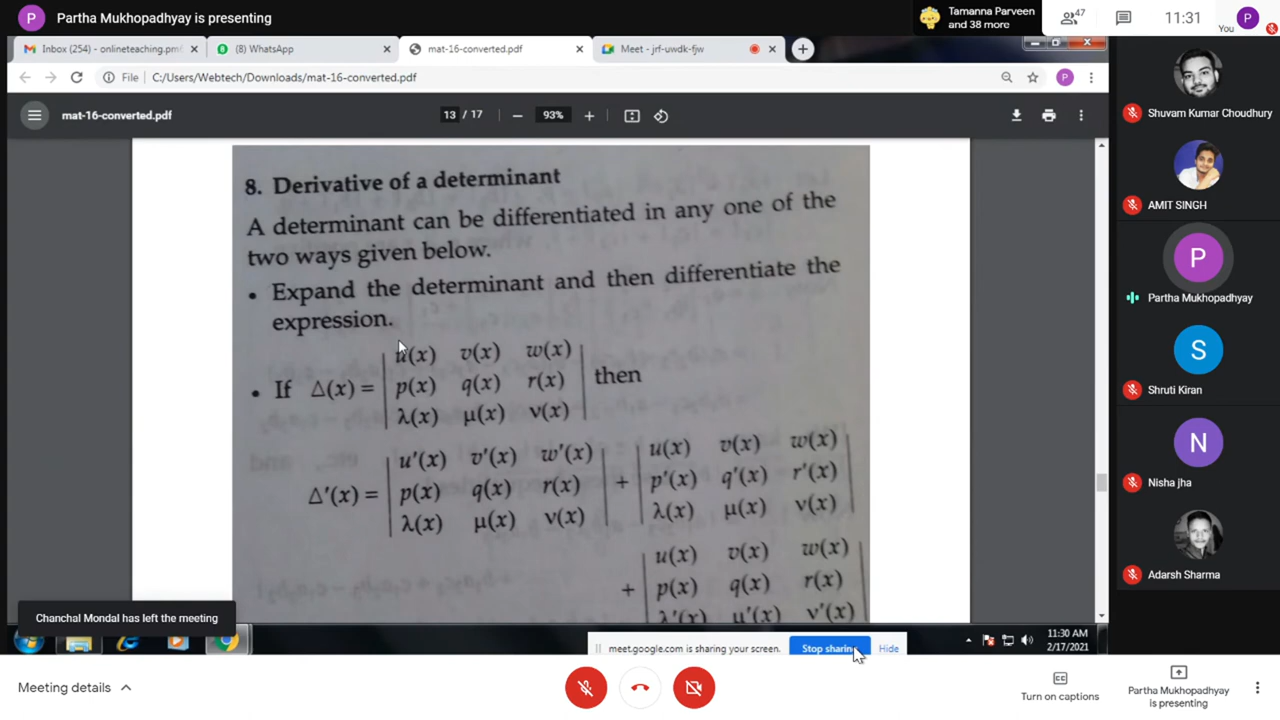 P Partha Mukhopadhyay is presenting
Tamanna Parveen
and 38 more
47
11:31
P
You
Inbox (254) - onlineteaching.pm
(8) WhatsApp
mat-16-converted.pdf
Meet - jrf-uwdk-fjw
File C:/Users/Webtech/Downloads/mat-16-converted.pdf
P
mat-16-converted.pdf
13 / 17
93%
8. Derivative of a determinant
A determinant can be differentiated in any one of the
two ways given below.
• Expand the determinant and then differentiate the
expression.
u(x) v(x) w(x)
• If Δ(x) = p(x) q(x) r(x) then
λ(x) μ(x) ν(x)
u'(x) v'(x) w'(x) u(x) v(x) w(x)
Δ'(x) = p(x) q(x) r(x) + p'(x) q'(x) r'(x)
λ(x) μ(x) ν(x) λ(x) μ(x) ν(x)
u(x) v(x) w(x)
+ p(x) q(x) r(x)
λ'(x) μ'(x) ν'(x)
Chanchal Mondal has left the meeting
meet.google.com is sharing your screen.
Stop sharing
Hide
11:30 AM
2/17/2021
Shuvam Kumar Choudhury
AMIT SINGH
P
Partha Mukhopadhyay
S
Shruti Kiran
N
Nisha jha
Adarsh Sharma
Meeting details
Turn on captions
Partha Mukhopadhyay
is presenting